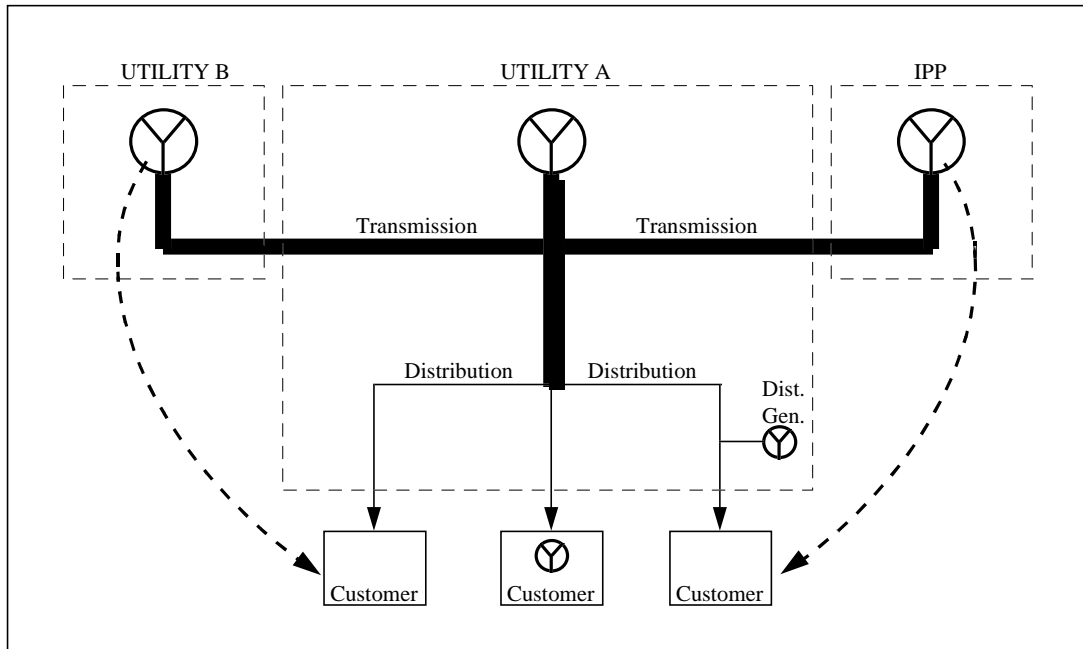 UTILITY B
UTILITY A
IPP
Transmission
Transmission
Distribution
Distribution
Dist.
Gen.
Customer
Customer
Customer